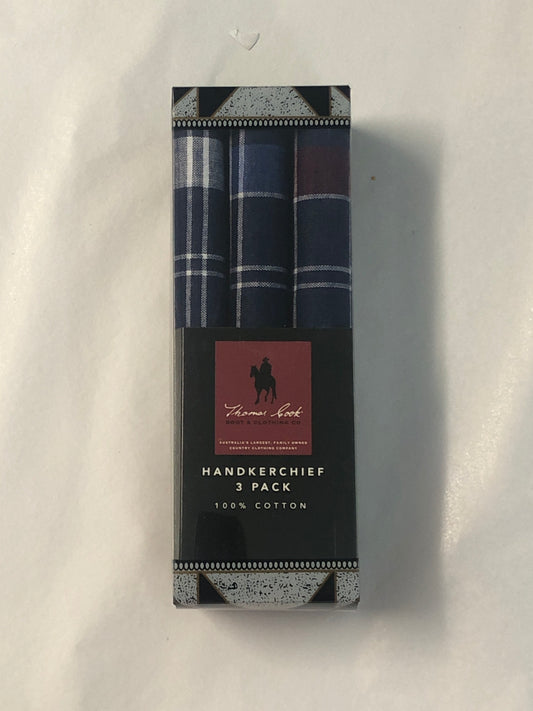 Thomas Cook
BOOT & CLOTHING CO
AUSTRALIA'S LARGEST, FAMILY OWNED
COUNTRY CLOTHING COMPANY
HANDKERCHIEF
3 PACK
100% COTTON